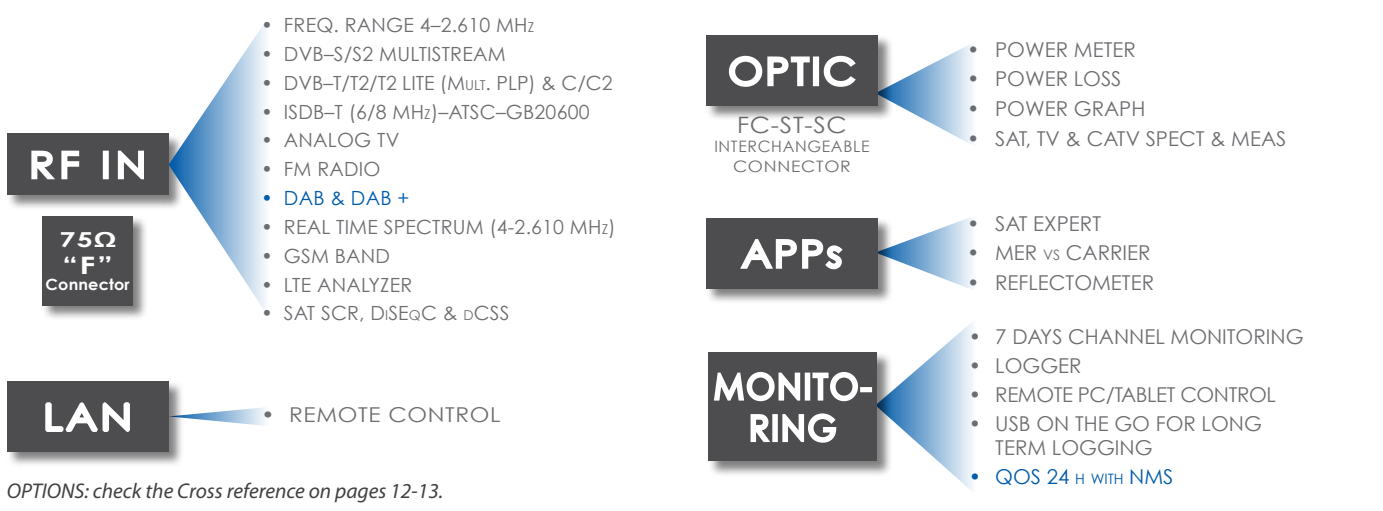 RF IN
75Ω
“F”
Connector
• FREQ. RANGE 4–2.610 MHz
• DVB–S/S2 MULTISTREAM
• DVB–T/T2/T2 LITE (Mult. PLP) & C/C2
• ISDB–T (6/8 MHz)–ATSC–GB20600
• ANALOG TV
• FM RADIO
• DAB & DAB +
• REAL TIME SPECTRUM (4-2.610 MHz)
• GSM BAND
• LTE ANALYZER
• SAT SCR, DiSEqC & dCSS
LAN
• REMOTE CONTROL
OPTIONS: check the Cross reference on pages 12-13.
OPTIC
FC-ST-SC
INTERCHANGEABLE
CONNECTOR
• POWER METER
• POWER LOSS
• POWER GRAPH
• SAT, TV & CATV SPECT & MEAS
APPs
• SAT EXPERT
• MER vs CARRIER
• REFLECTOMETER
MONITO-
RING
• 7 DAYS CHANNEL MONITORING
• LOGGER
• REMOTE PC/TABLET CONTROL
• USB ON THE GO FOR LONG
TERM LOGGING
• QOS 24 h with NMS